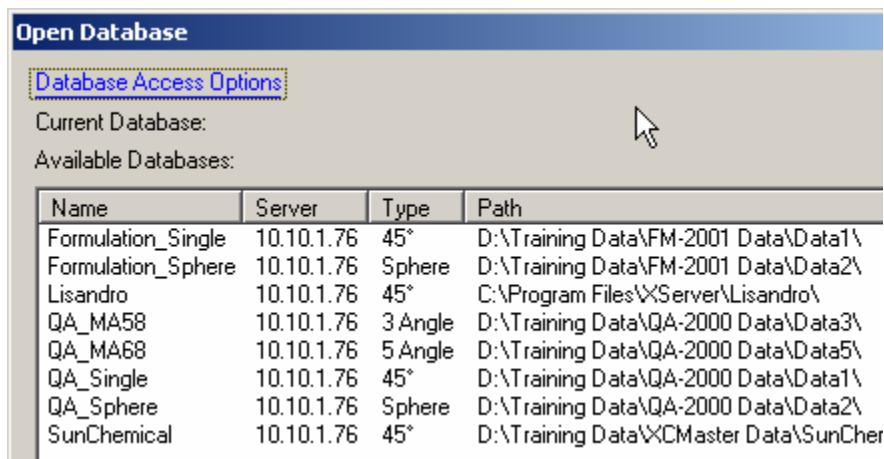 Open Database
Database Access Options
Current Database:
Available Databases:
Name Server Type Path
Formulation_Single 10.10.1.76 45° D:\Training Data\FM-2001 Data\Data1\
Formulation_Sphere 10.10.1.76 Sphere D:\Training Data\FM-2001 Data\Data2\
Lisandro 10.10.1.76 45° C:\Program Files\XServer\Lisandro\
QA_MA58 10.10.1.76 3 Angle D:\Training Data\QA-2000 Data\Data3\
QA_MA68 10.10.1.76 5 Angle D:\Training Data\QA-2000 Data\Data5\
QA_Single 10.10.1.76 45° D:\Training Data\QA-2000 Data\Data1\
QA_Sphere 10.10.1.76 Sphere D:\Training Data\QA-2000 Data\Data2\
SunChemical 10.10.1.76 45° D:\Training Data\XCMaster Data\SunCher